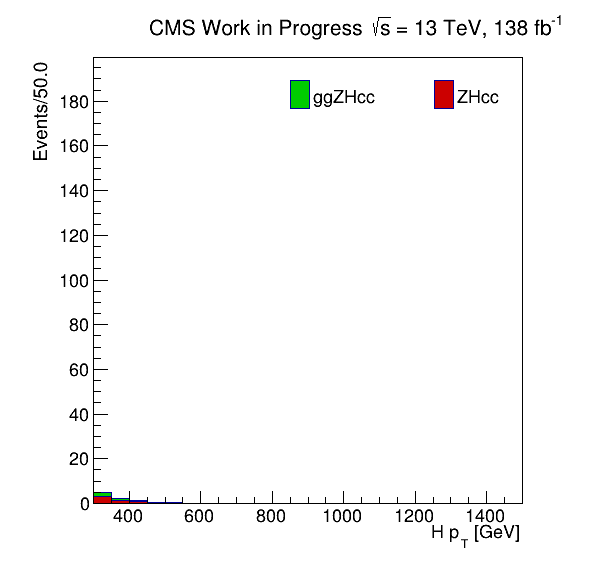 CMS Work in Progress √s = 13 TeV, 138 fb⁻¹
Events/50.0
ggZHcc
ZHcc
180
160
140
120
100
80
60
40
20
0
400 600 800 1000 1200 1400
H p_T [GeV]